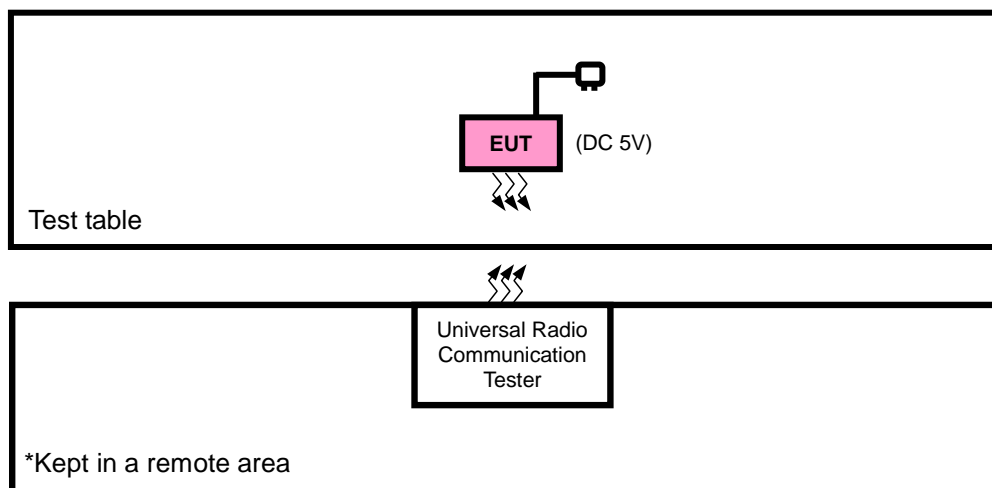 EUT
(DC 5V)
Test table
Universal Radio
Communication
Tester
*Kept in a remote area